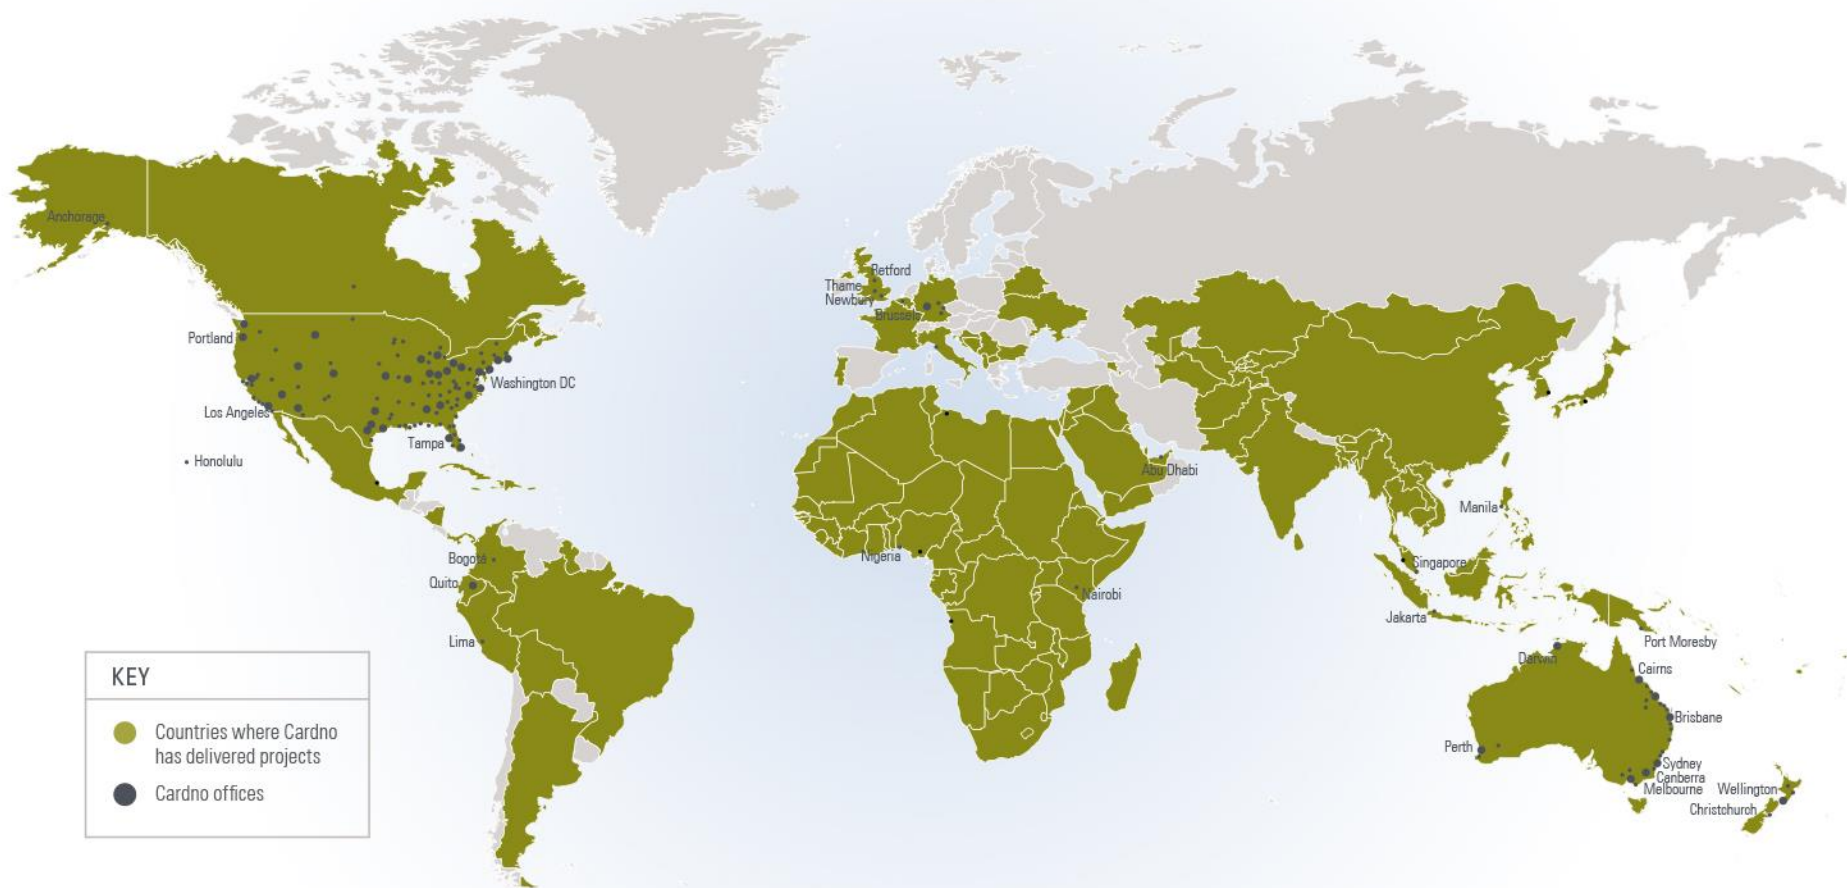 Anchorage
Portland
Los Angeles
Washington DC
Tampa
Honolulu
Bogotá
Quito
Lima
Retford
Thame
Newbury
Brussels
Abu Dhabi
Nigeria
Nairobi
Manila
Singapore
Jakarta
Port Moresby
Darwin
Cairns
Brisbane
Perth
Sydney
Canberra
Melbourne
Wellington
Christchurch
KEY
Countries where Cardno
has delivered projects
Cardno offices